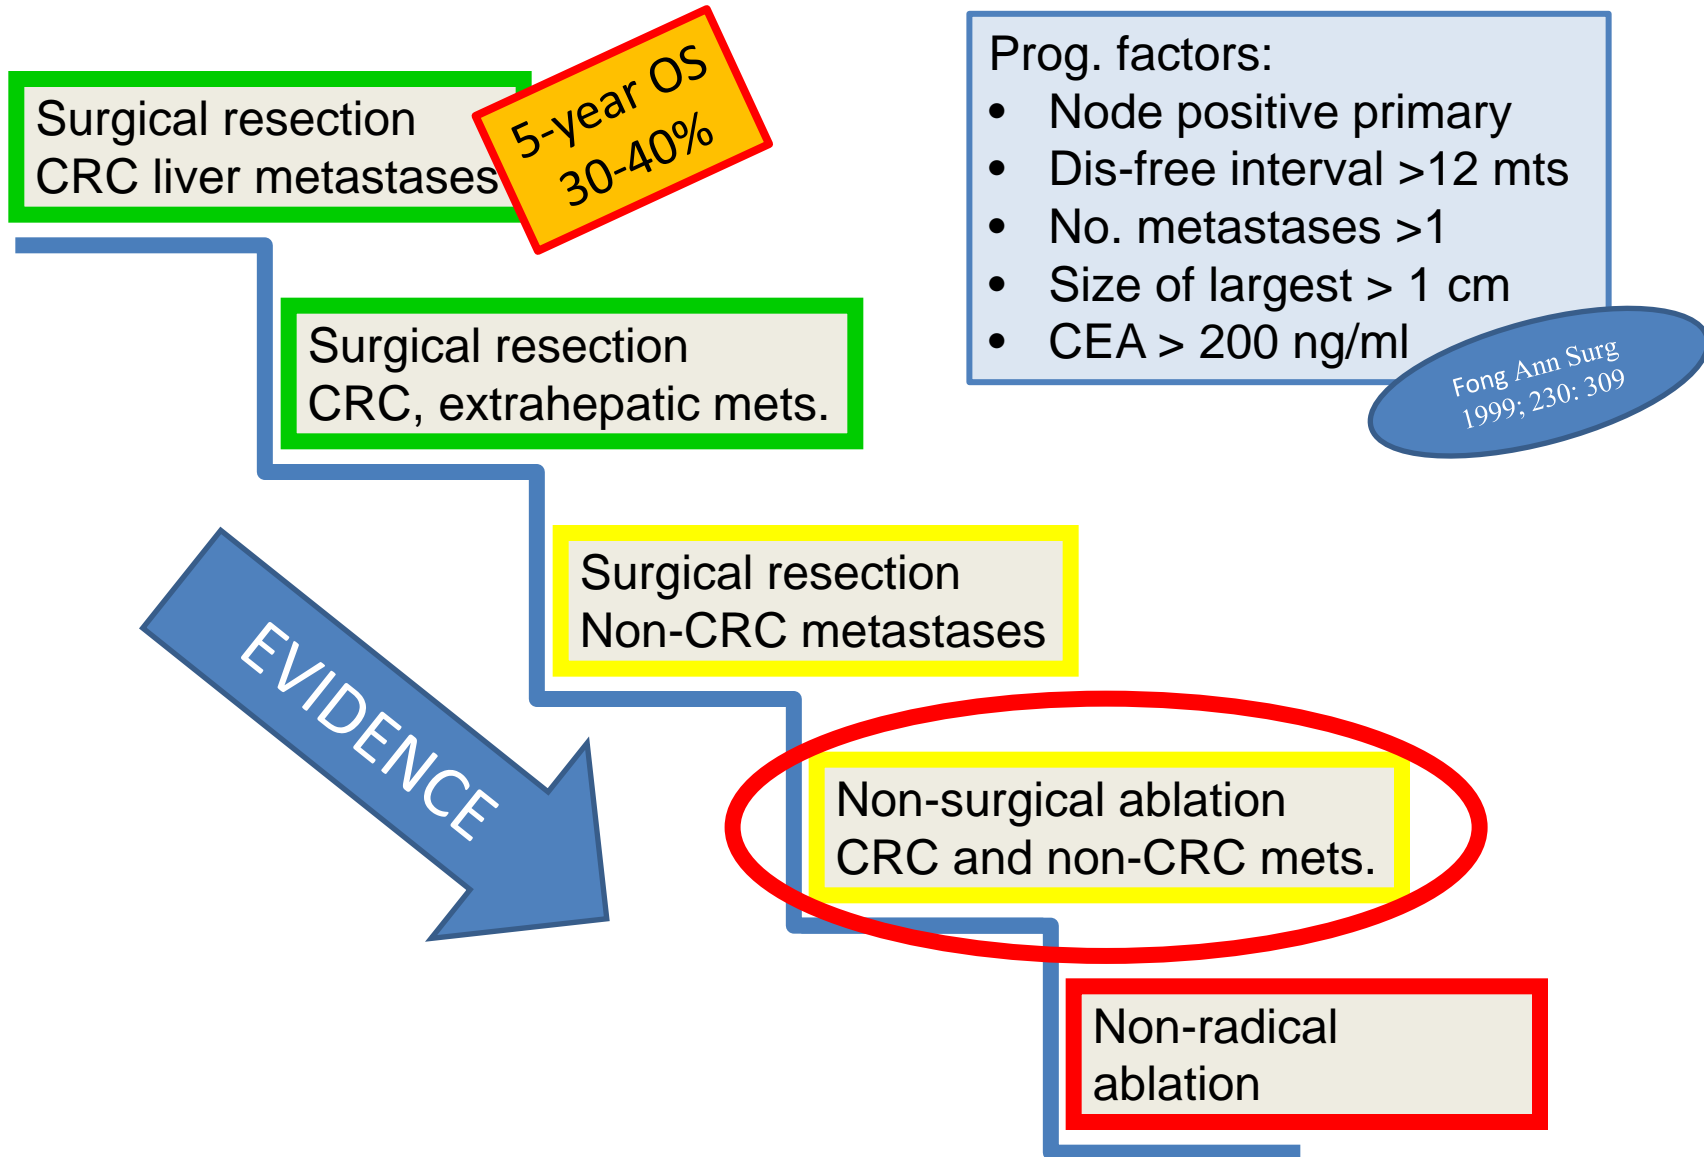 Surgical resection
CRC liver metastases
5-year OS
30-40%
Prog. factors:
• Node positive primary
• Dis-free interval >12 mts
• No. metastases >1
• Size of largest > 1 cm
• CEA > 200 ng/ml
Fong Ann Surg
1999; 230: 309
Surgical resection
CRC, extrahepatic mets.
Surgical resection
Non-CRC metastases
EVIDENCE
Non-surgical ablation
CRC and non-CRC mets.
Non-radical
ablation